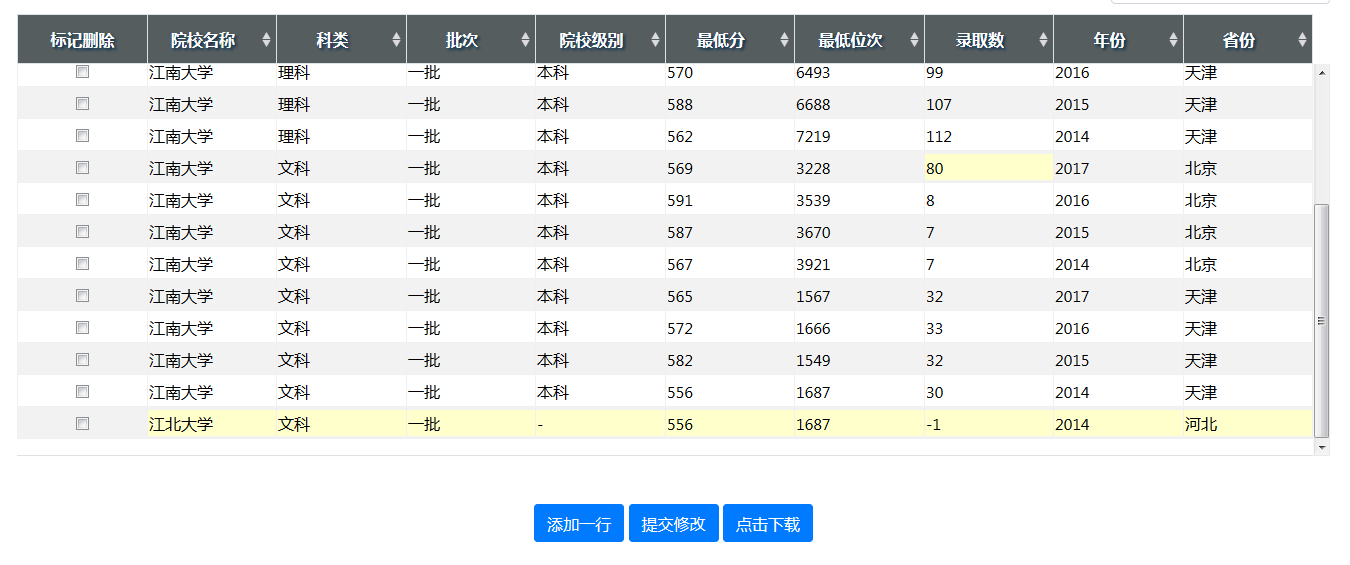 标记删除 院校名称 科类 批次 院校级别 最低分 最低位次 录取数 年份 省份
江南大学 理科 一批 本科 570 6493 99 2016 天津
江南大学 理科 一批 本科 588 6688 107 2015 天津
江南大学 理科 一批 本科 562 7219 112 2014 天津
江南大学 文科 一批 本科 569 3228 80 2017 北京
江南大学 文科 一批 本科 591 3539 8 2016 北京
江南大学 文科 一批 本科 587 3670 7 2015 北京
江南大学 文科 一批 本科 567 3921 7 2014 北京
江南大学 文科 一批 本科 565 1567 32 2017 天津
江南大学 文科 一批 本科 572 1666 33 2016 天津
江南大学 文科 一批 本科 582 1549 32 2015 天津
江南大学 文科 一批 本科 556 1687 30 2014 天津
江北大学 文科 一批 - 556 1687 -1 2014 河北
添加一行 提交修改 点击下载